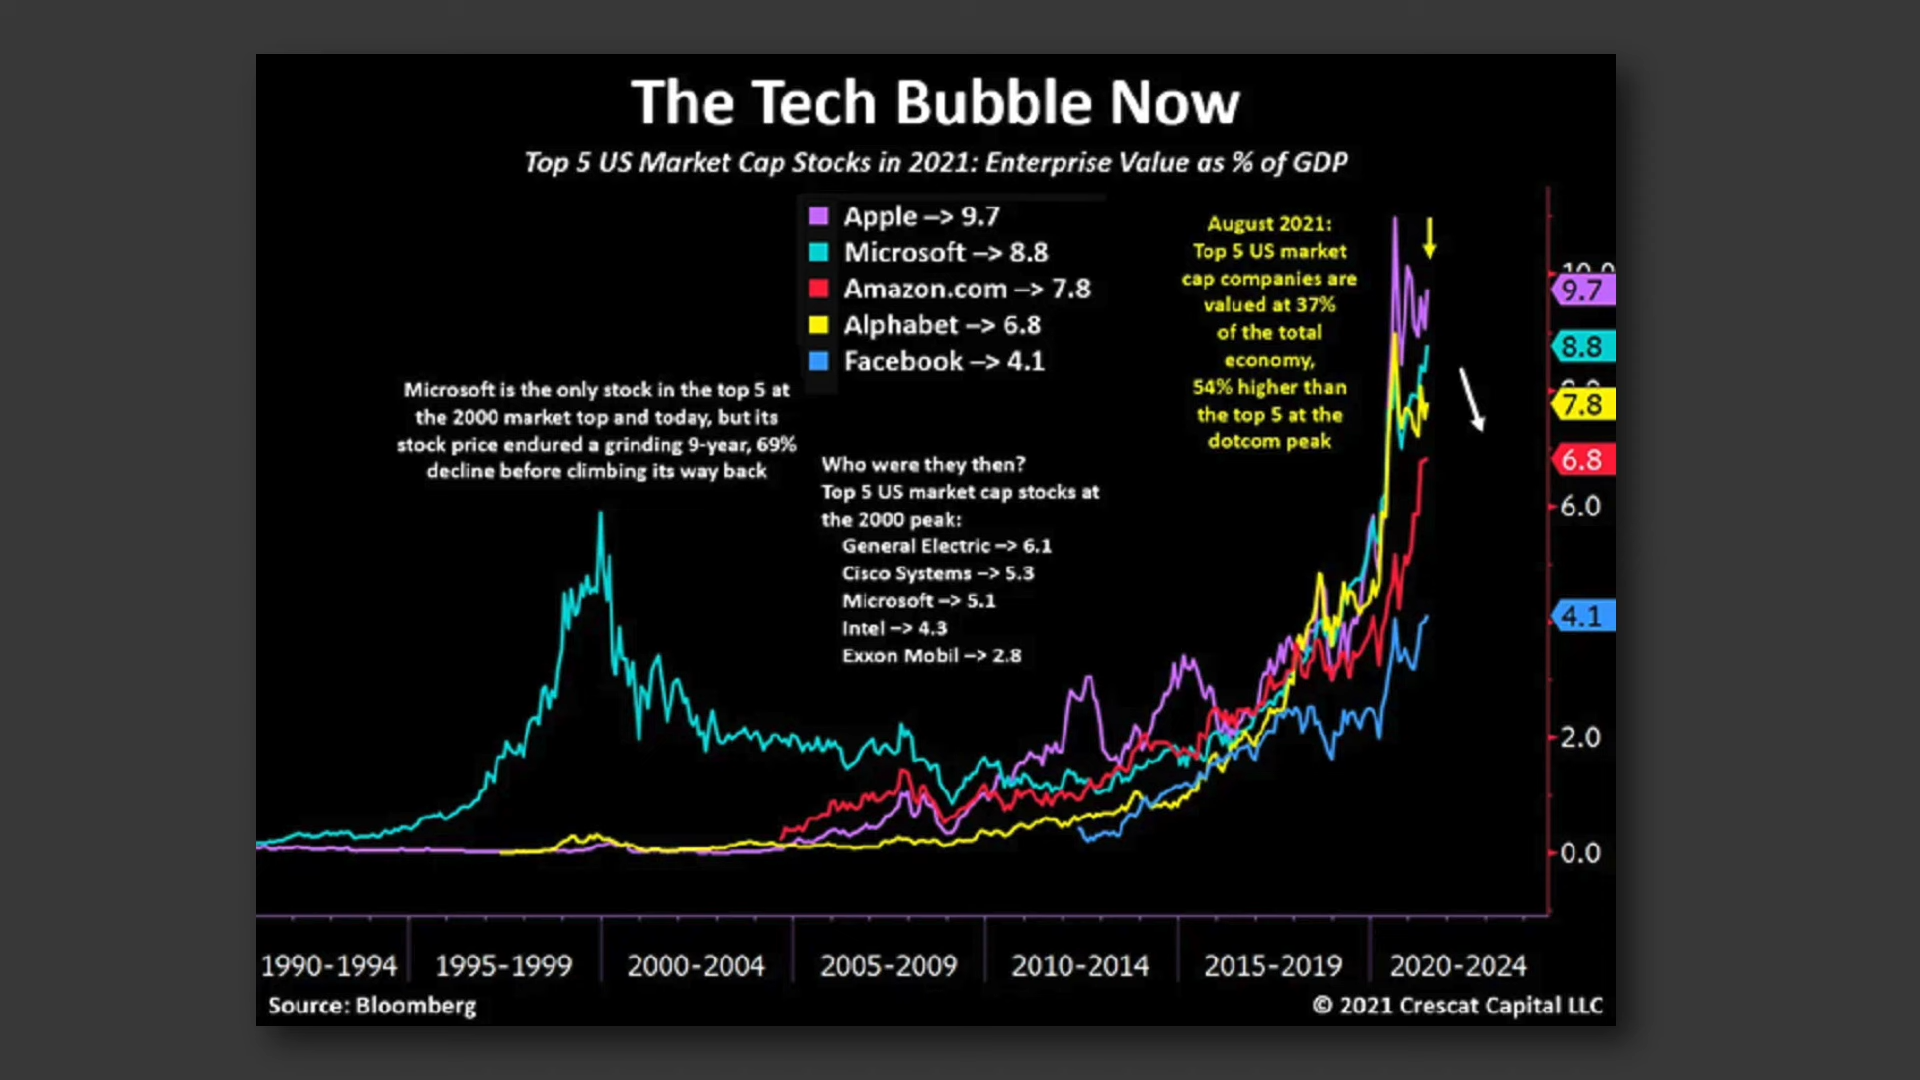 The Tech Bubble Now
Top 5 US Market Cap Stocks in 2021: Enterprise Value as % of GDP
Apple –> 9.7
Microsoft –> 8.8
Amazon.com –> 7.8
Alphabet –> 6.8
Facebook –> 4.1
August 2021:
Top 5 US market
cap companies are
valued at 37%
of the total
economy,
54% higher than
the top 5 at the
dotcom peak
Microsoft is the only stock in the top 5 at
the 2000 market top and today, but its
stock price endured a grinding 9-year, 69%
decline before climbing its way back
Who were they then?
Top 5 US market cap stocks at
the 2000 peak:
General Electric –> 6.1
Cisco Systems –> 5.3
Microsoft –> 5.1
Intel –> 4.3
Exxon Mobil –> 2.8
9.7
8.8
7.8
6.8
6.0
4.1
2.0
0.0
1990-1994 1995-1999 2000-2004 2005-2009 2010-2014 2015-2019 2020-2024
Source: Bloomberg
© 2021 Crescat Capital LLC